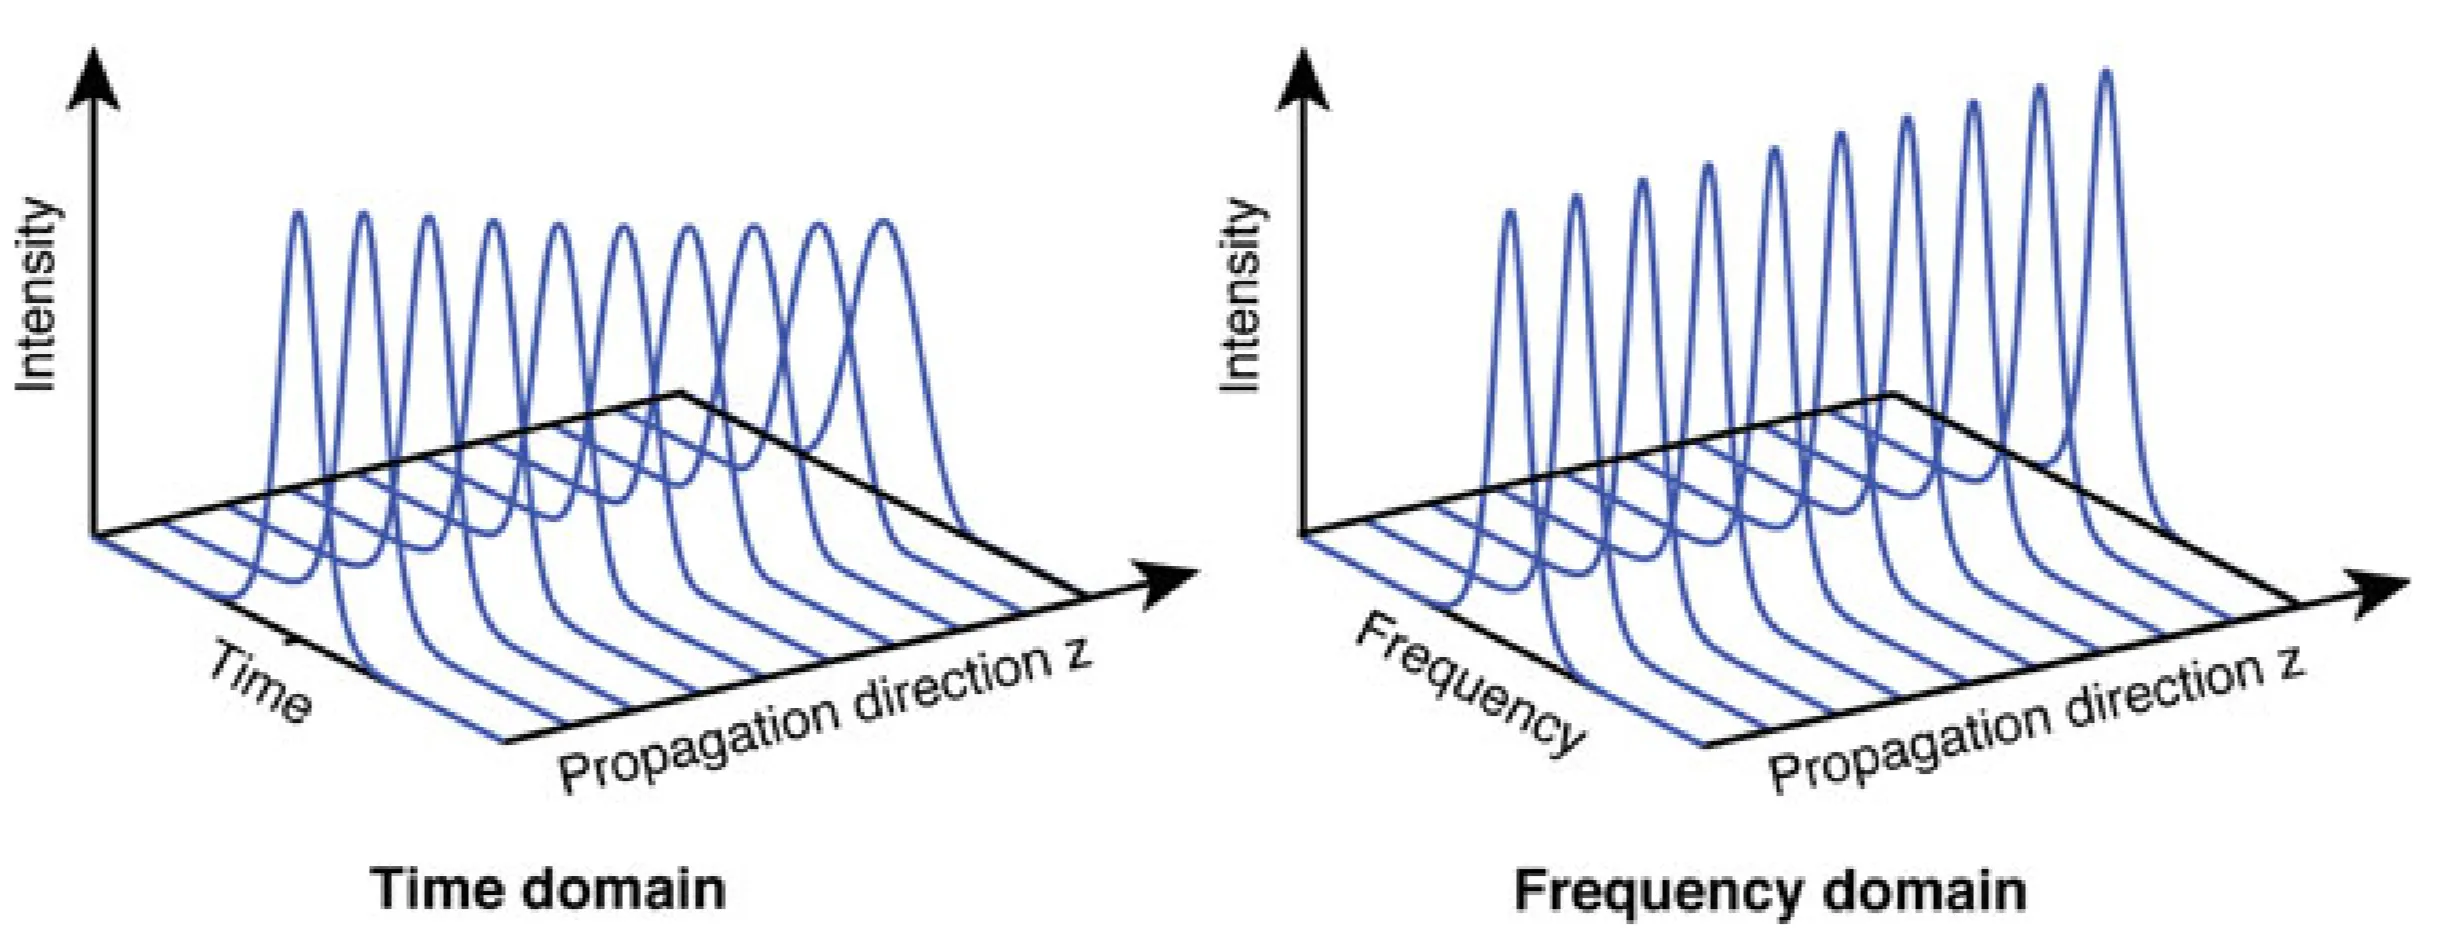 Intensity
Time
Propagation direction z
Time domain
Intensity
Frequency
Propagation direction z
Frequency domain